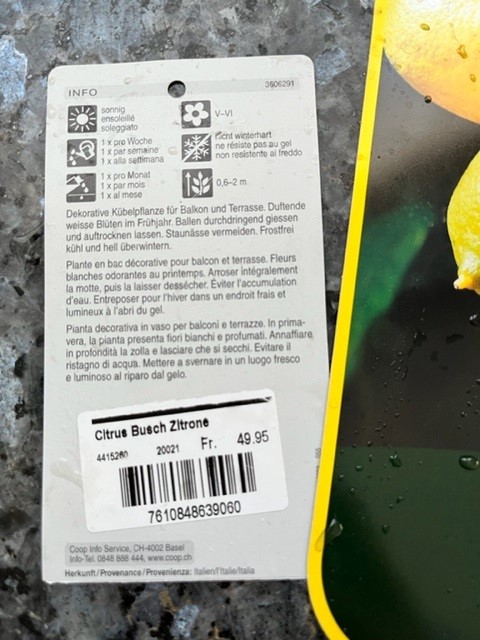 INFO 3606291
sonnig
ensoleillé
soleggiato
V–VI
1 x pro Woche
1 x par semaine
1 x alla settimana
nicht winterhart
ne résiste pas au gel
non resistente al freddo
1 x pro Monat
1 x par mois
1 x al mese
0,6–2 m
Dekorative Kübelpflanze für Balkon und Terrasse. Duftende
weisse Blüten im Frühjahr. Ballen durchdringend giessen
und auftrocknen lassen. Staunässe vermeiden. Frostfrei
kühl und hell überwintern.
Plante en bac décorative pour balcon et terrasse. Fleurs
blanches odorantes au printemps. Arroser intégralement
la motte, puis la laisser dessécher. Éviter l'accumulation
d'eau. Entreposer pour l'hiver dans un endroit frais et
lumineux à l'abri du gel.
Pianta decorativa in vaso per balconi e terrazze. In prima-
vera, la pianta presenta fiori bianchi e profumati. Annaffiare
in profondità la zolla e lasciare che si secchi. Evitare il
ristagno di acqua. Mettere a svernare in un luogo fresco
e luminoso al riparo dal gelo.
Citrus Busch Zitrone
4415260 20021 Fr. 49.95
7610848639060
Coop Info Service, CH-4002 Basel
Info-Tel. 0848 888 444, www.coop.ch
Herkunft/Provenance/Provenienza: Italien/l'Italie/Italia